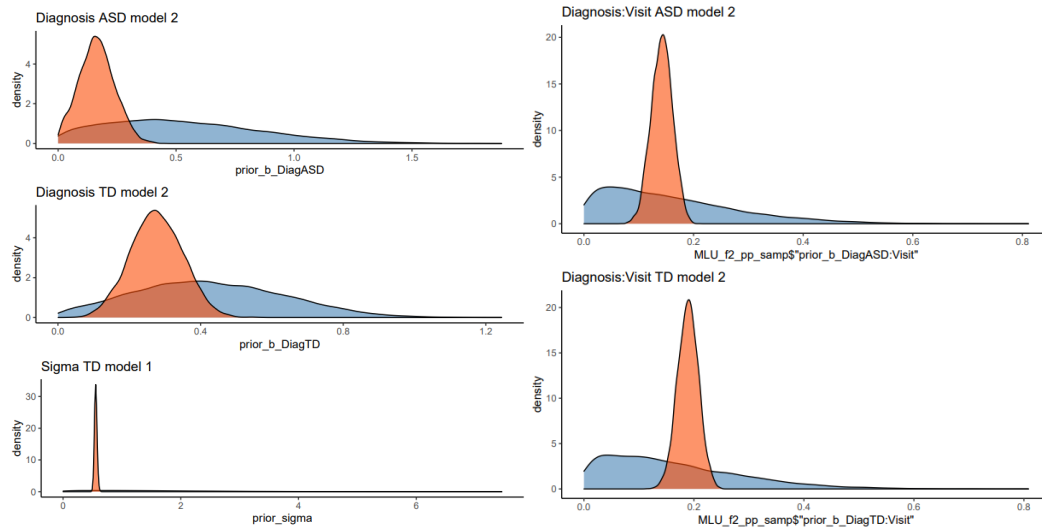 Diagnosis ASD model 2
density
4
2
0
0.0 0.5 1.0 1.5
prior_b_DiagASD
Diagnosis TD model 2
density
4
2
0
0.0 0.4 0.8 1.2
prior_b_DiagTD
Sigma TD model 1
density
30
20
10
0
0 2 4 6
prior_sigma
Diagnosis:Visit ASD model 2
density
20
15
10
5
0
0.0 0.2 0.4 0.6 0.8
MLU_f2_pp_samp$"prior_b_DiagASD:Visit"
Diagnosis:Visit TD model 2
density
20
15
10
5
0
0.0 0.2 0.4 0.6 0.8
MLU_f2_pp_samp$"prior_b_DiagTD:Visit"